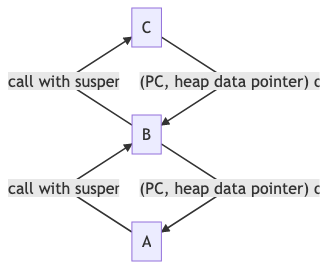 C
call with susper
(PC, heap data pointer)
B
call with susper
(PC, heap data pointer)
A